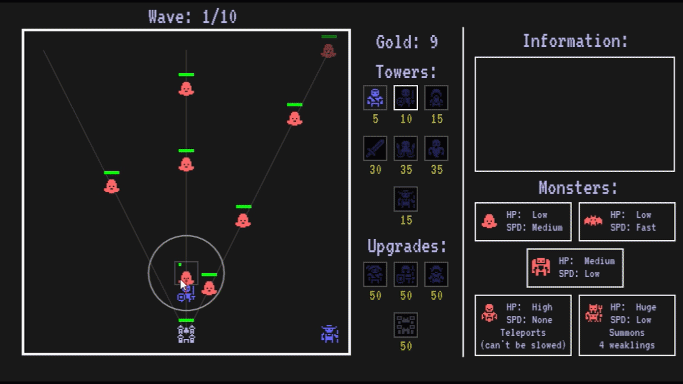 Wave: 1/10
Gold: 9
Towers:
5 10 15
30 35 35
15
Upgrades:
50 50 50
50
Information:
Monsters:
HP: Low
SPD: Medium
HP: Low
SPD: Fast
HP: Medium
SPD: Low
HP: High
SPD: None
Teleports
(can't be slowed)
HP: Huge
SPD: Low
Summons
4 weaklings